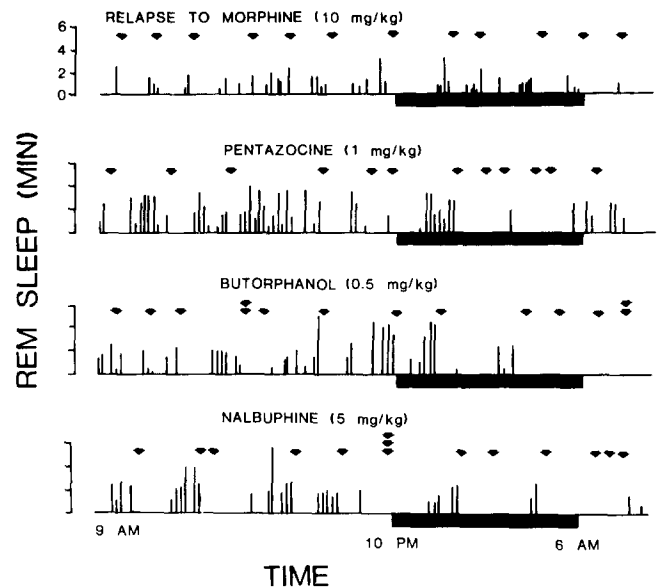 RELAPSE TO MORPHINE (10 mg/kg)
6
4
2
0
PENTAZOCINE (1 mg/kg)
BUTORPHANOL (0.5 mg/kg)
NALBUPHINE (5 mg/kg)
REM SLEEP (MIN)
9 AM
10 PM
6 AM
TIME